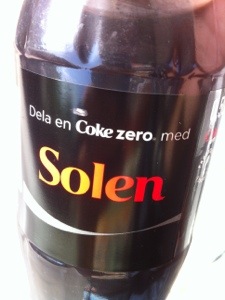 Dela en Coke zero. med
Solen